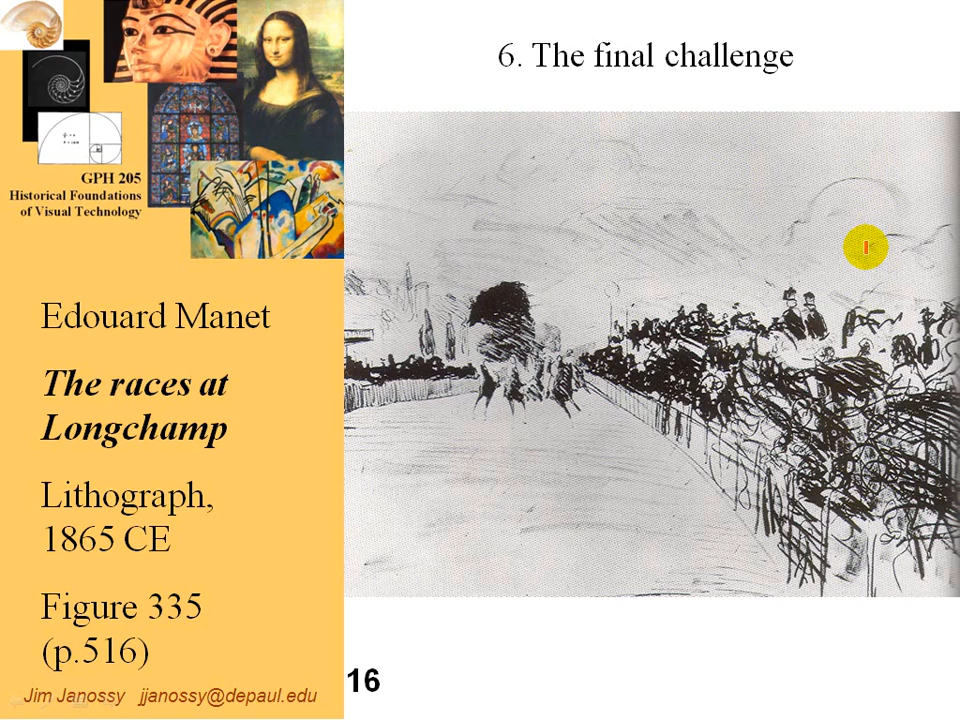 6. The final challenge
GPH 205
Historical Foundations
of Visual Technology
Edouard Manet
The races at
Longchamp
Lithograph,
1865 CE
Figure 335
(p.516)
Jim Janossy jjanossy@depaul.edu
16